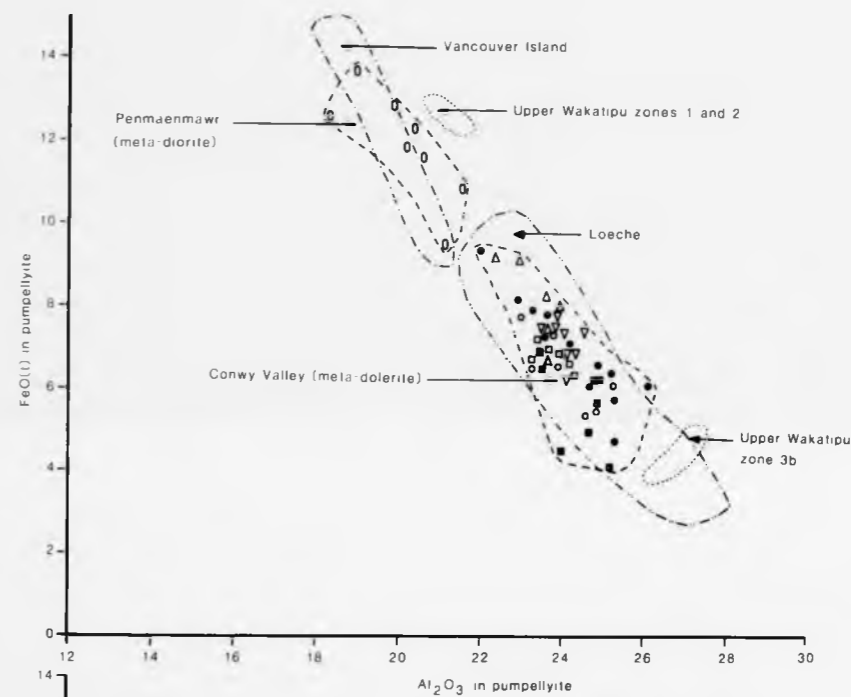 14
Vancouver Island
Penmaenmawr
(meta-diorite)
Upper Wakatipu zones 1 and 2
12
10
Loeche
FeO(t) in pumpellyite
8
Conwy Valley (meta-dolerite)
6
Upper Wakatipu
zone 3b
4
2
0
12 14 16 18 20 22 24 26 28 30
Al2O3 in pumpellyite
14